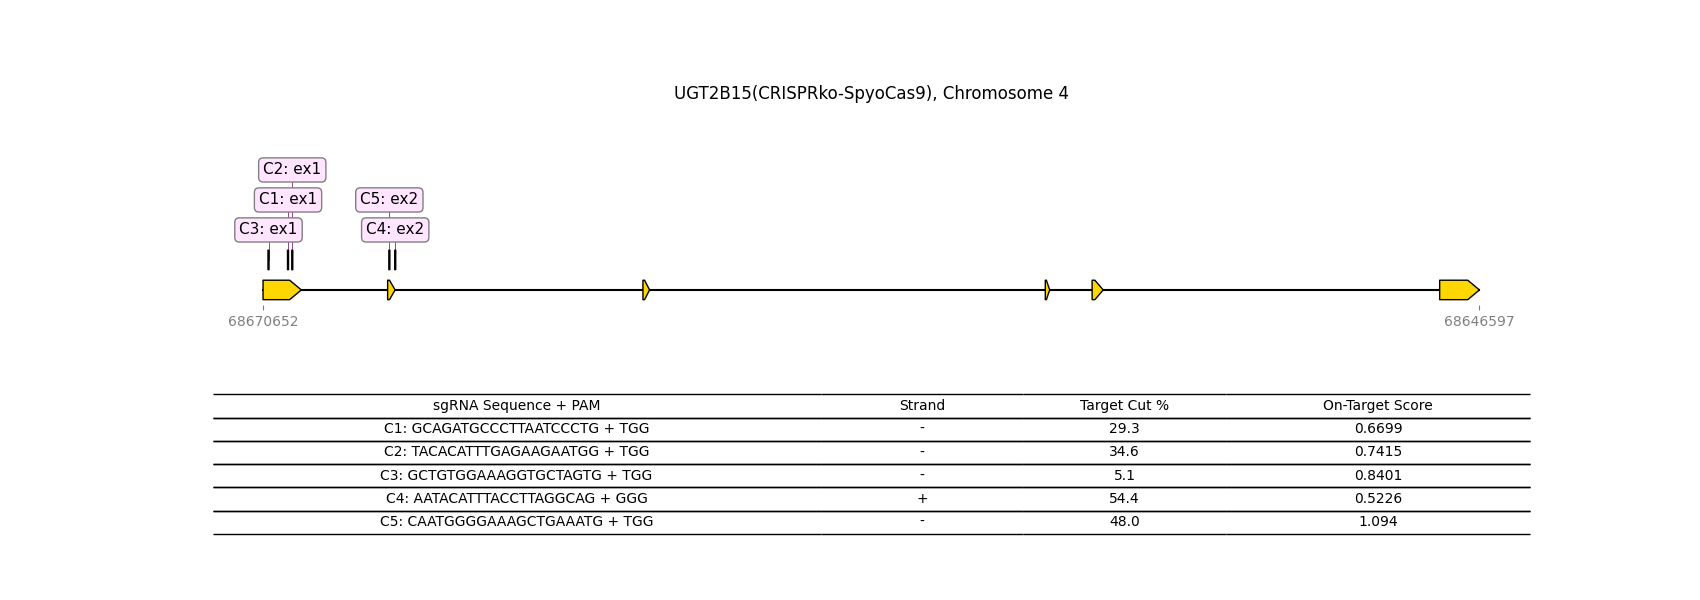 UGT2B15(CRISPRko-SpyoCas9), Chromosome 4
C2: ex1
C1: ex1
C5: ex2
C3: ex1
C4: ex2
68670652
68646597
sgRNA Sequence + PAM Strand Target Cut % On-Target Score
C1: GCAGATGCCCTTAATCCCTG + TGG - 29.3 0.6699
C2: TACACATTTGAGAAGAATGG + TGG - 34.6 0.7415
C3: GCTGTGGAAAGGTGCTAGTG + TGG - 5.1 0.8401
C4: AATACATTTACCTTAGGCAG + GGG + 54.4 0.5226
C5: CAATGGGGAAAGCTGAAATG + TGG - 48.0 1.094